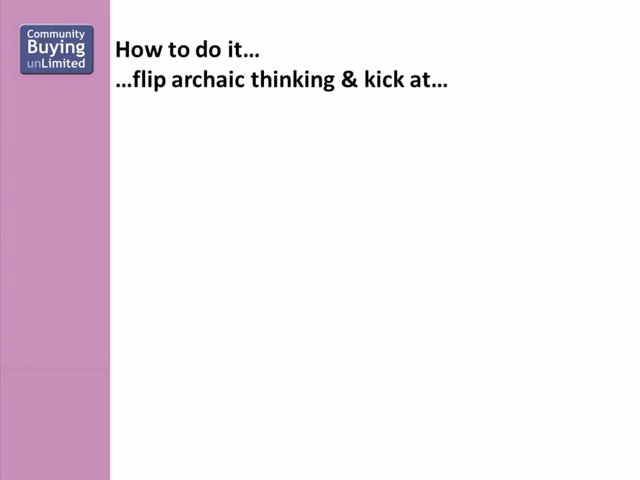 Community
Buying
unLimited
How to do it…
…flip archaic thinking & kick at…